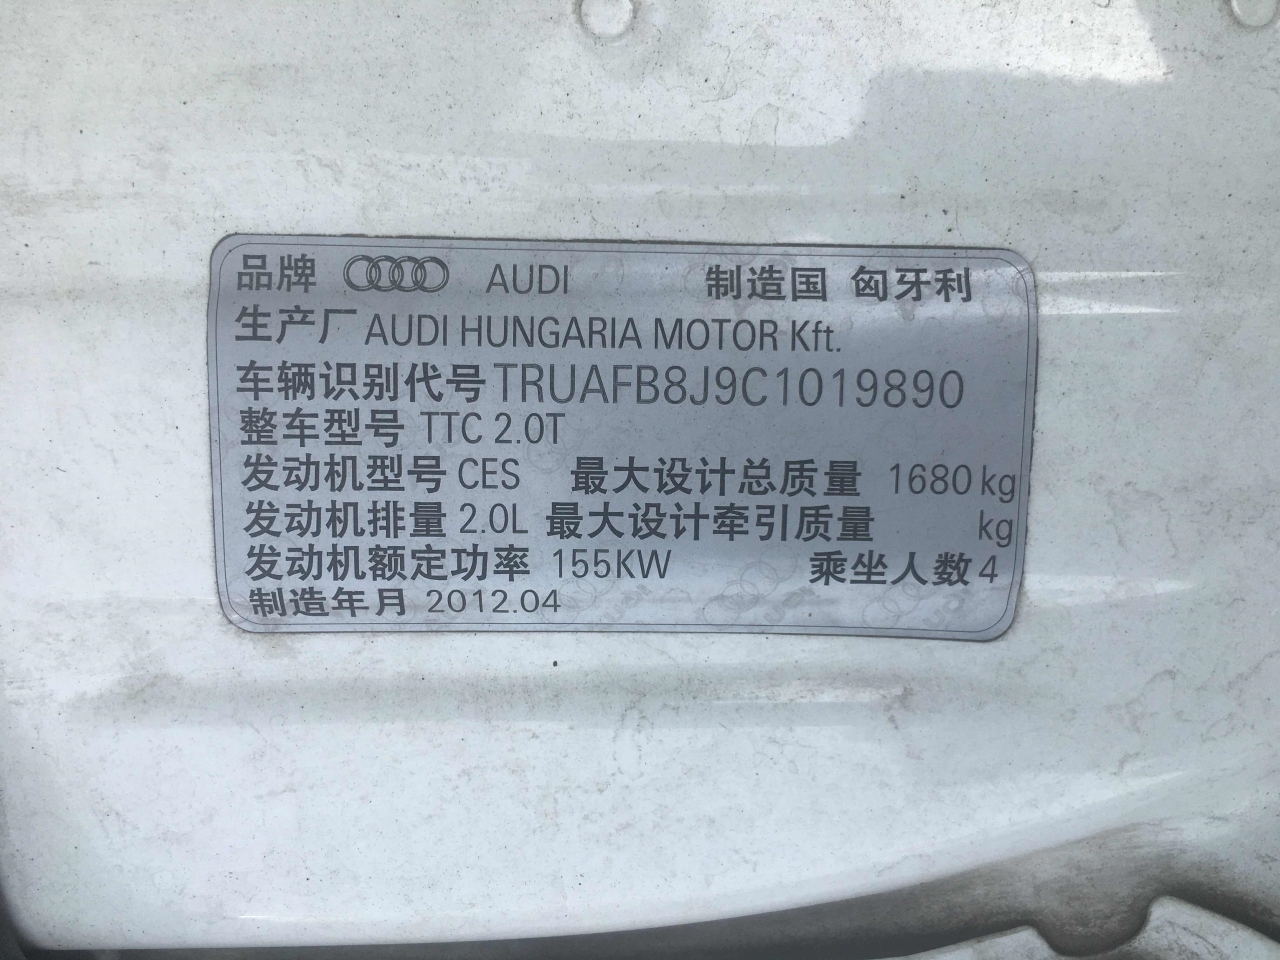 品牌 AUDI 制造国 匈牙利
生产厂 AUDI HUNGARIA MOTOR Kft.
车辆识别代号 TRUAFB8J9C1019890
整车型号 TTC 2.0T
发动机型号 CES 最大设计总质量 1680 kg
发动机排量 2.0L 最大设计牵引质量 kg
发动机额定功率 155KW 乘坐人数 4
制造年月 2012.04